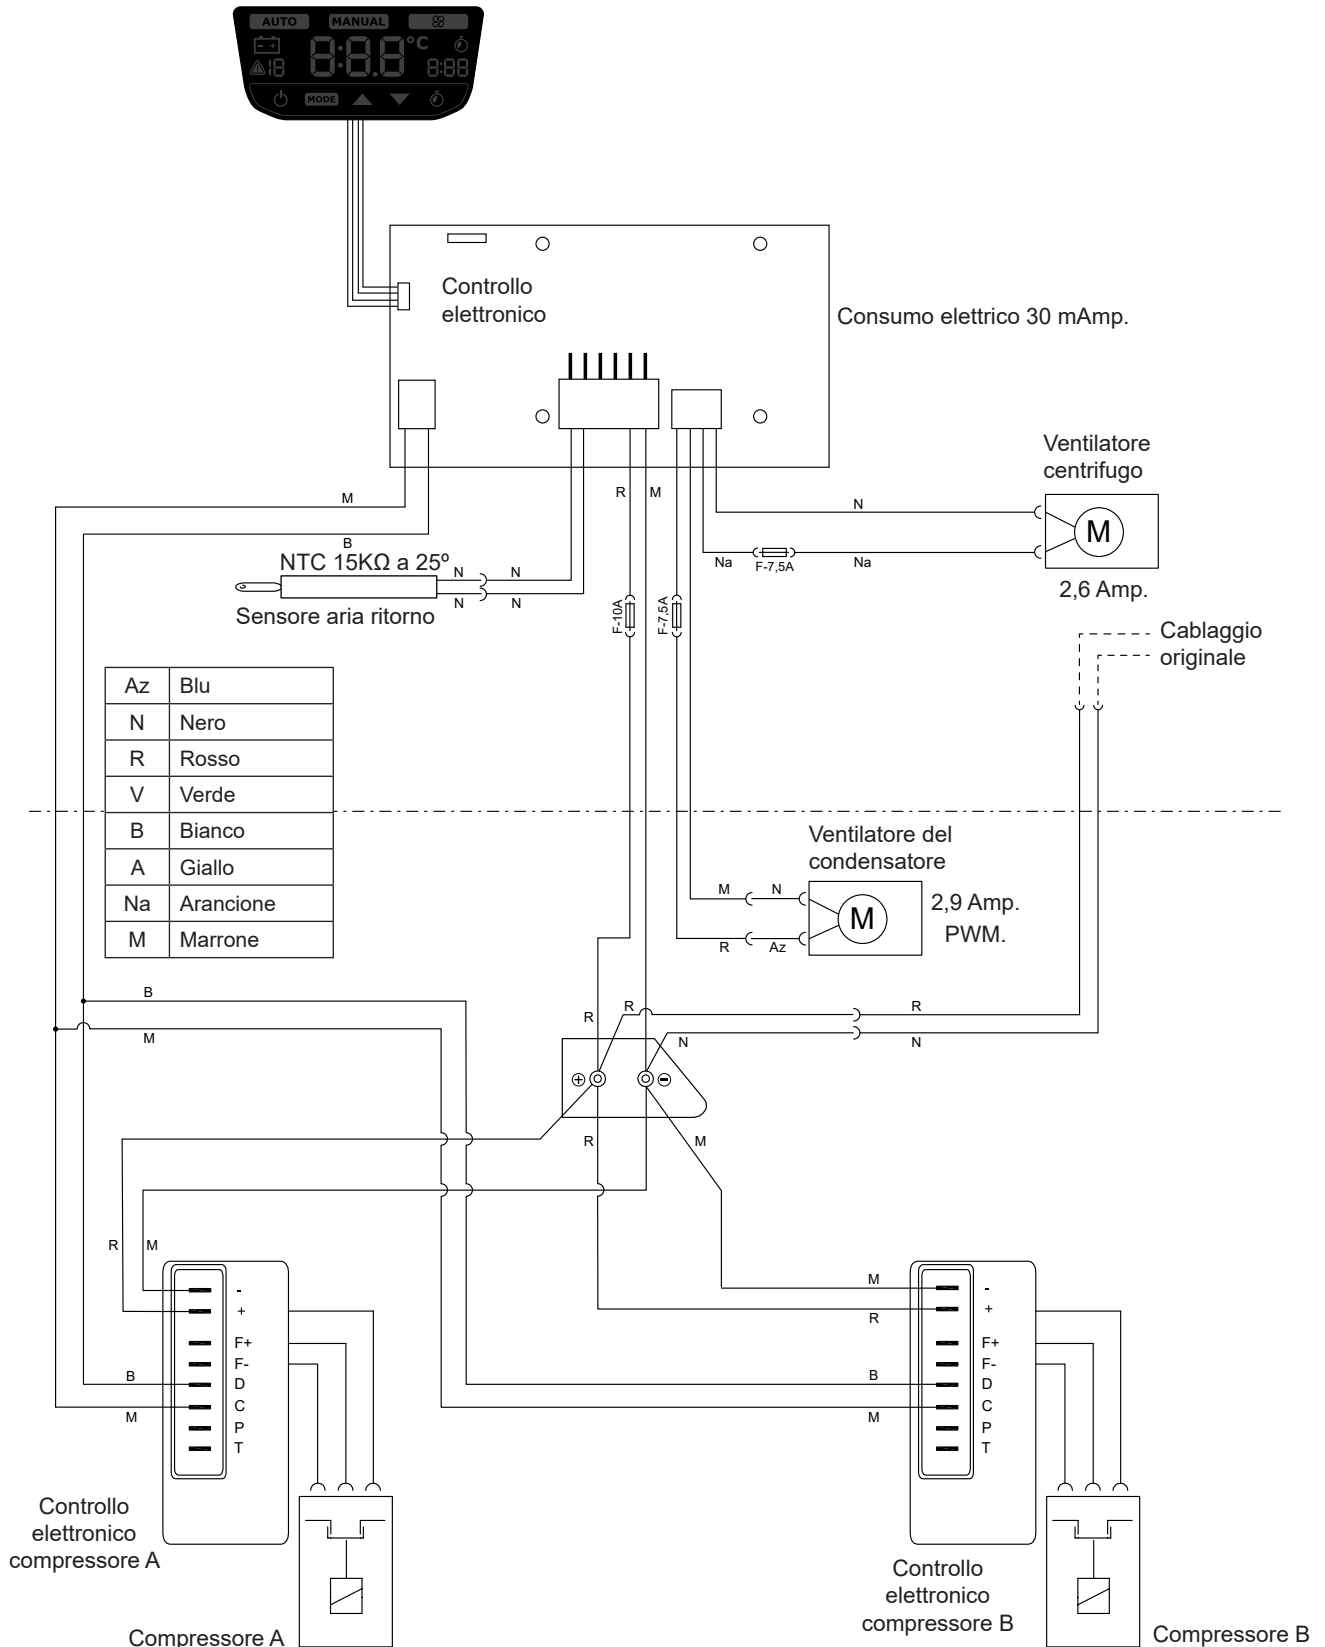 AUTO MANUAL
8:8.8 °C
18 8:88
MODE
Controllo
elettronico
Consumo elettrico 30 mAmp.
Ventilatore
centrifugo
M
2,6 Amp.
R M
N
M
B
Na F-7,5A Na
NTC 15KΩ a 25º
N N
N N
Sensore aria ritorno
F-10A
F-7,5A
Cablaggio
originale
Az Blu
N Nero
R Rosso
V Verde
B Bianco
A Giallo
Na Arancione
M Marrone
Ventilatore del
condensatore
M N
M
R Az
2,9 Amp.
PWM.
B
M
R
R
R
N
N
+ -
R
M
R M
-
+
F+
F-
D
C
P
T
B
M
M
R
B
M
-
+
F+
F-
D
C
P
T
Controllo
elettronico
compressore A
Compressore A
Controllo
elettronico
compressore B
Compressore B